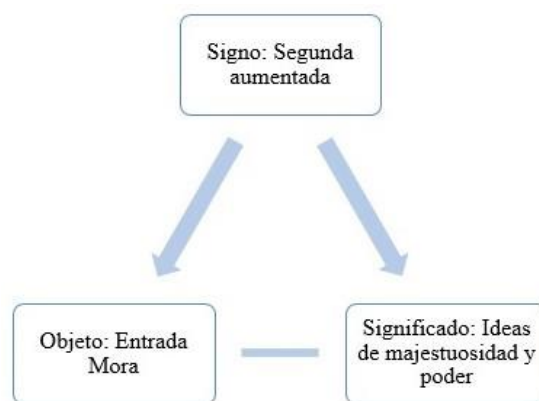 Signo: Segunda
aumentada
Objeto: Entrada
Mora
Significado: Ideas
de majestuosidad y
poder